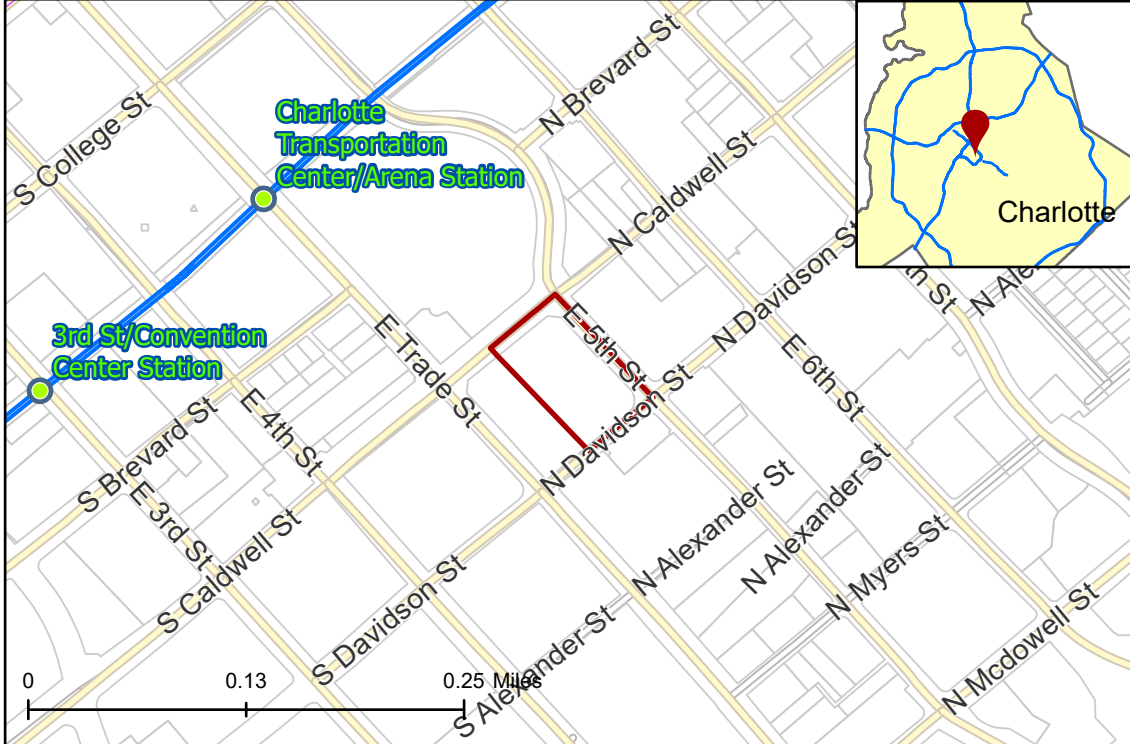 S College St
Charlotte
Transportation
Center/Arena Station
N Brevard St
N Caldwell St
Charlotte
3rd St/Convention
Center Station
E Trade St
E 5th St
N Davidson St
N Davidson St
E 6th St
S Brevard St
E 4th St
E 3rd St
S Caldwell St
S Davidson St
S Alexander St
N Alexander St
N Alexander St
N Myers St
N Mcdowell St
0
0.13
0.25 Miles